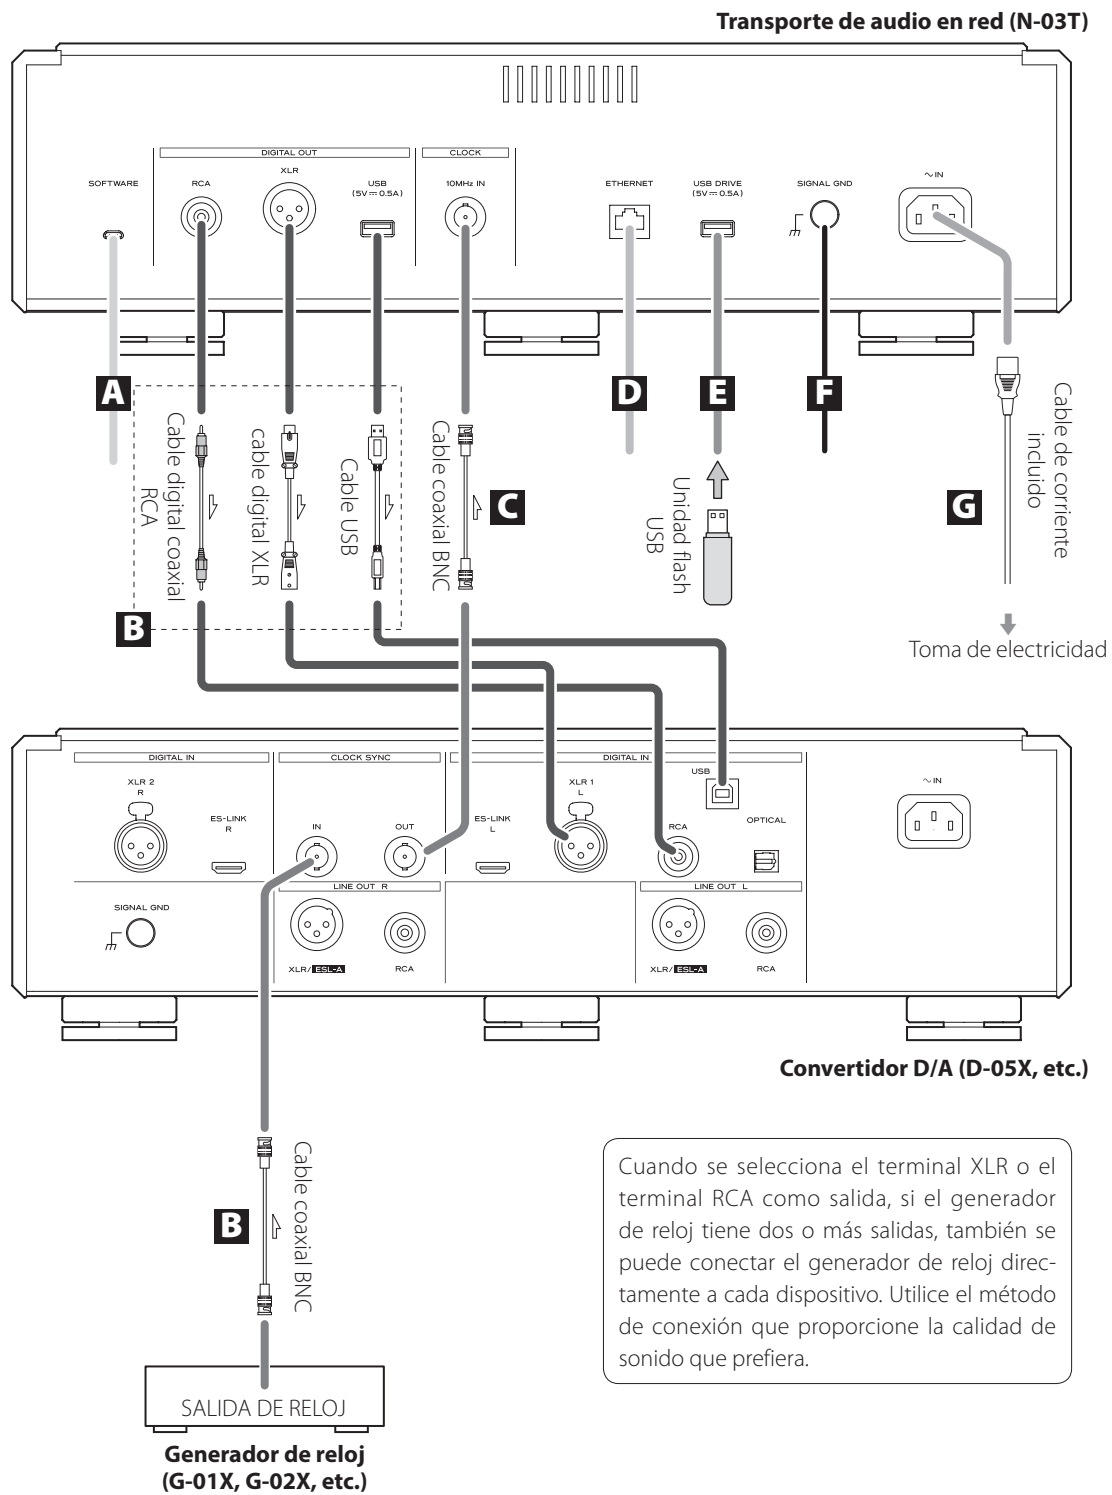 Transporte de audio en red (N-03T)
DIGITAL OUT
CLOCK
XLR
SOFTWARE
RCA
USB
(5V ⎓ 0.5A)
10MHz IN
ETHERNET
USB DRIVE
(5V ⎓ 0.5A)
SIGNAL GND
∼ IN
A
D
E
F
Cable digital coaxial
RCA
cable digital XLR
Cable USB
Cable coaxial BNC
C
Unidad flash
USB
G
Cable de corriente
incluido
B
Toma de electricidad
DIGITAL IN
CLOCK SYNC
DIGITAL IN
XLR 2
R
ES-LINK
R
IN
OUT
ES-LINK
L
XLR 1
L
USB
RCA
OPTICAL
∼ IN
LINE OUT R
LINE OUT L
SIGNAL GND
XLR/ESL-A
RCA
XLR/ESL-A
RCA
Convertidor D/A (D-05X, etc.)
B
Cable coaxial BNC
Cuando se selecciona el terminal XLR o el
terminal RCA como salida, si el generador
de reloj tiene dos o más salidas, también se
puede conectar el generador de reloj direc-
tamente a cada dispositivo. Utilice el método
de conexión que proporcione la calidad de
sonido que prefiera.
SALIDA DE RELOJ
Generador de reloj
(G-01X, G-02X, etc.)